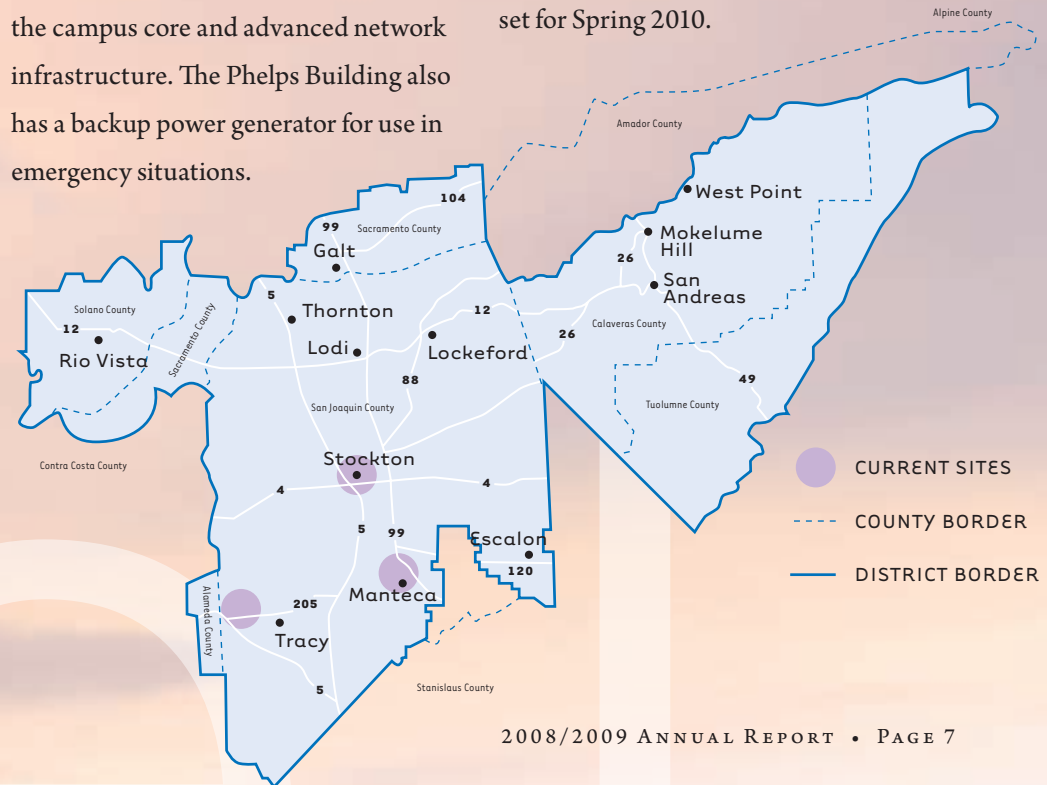 the campus core and advanced network
infrastructure. The Phelps Building also
has a backup power generator for use in
emergency situations.
set for Spring 2010.
Alpine County
Amador County
West Point
104
99
Sacramento County
Mokelume
Hill
Galt
26
San
Andreas
5
Solano County
Thornton
12
Sacramento County
Calaveras County
12
26
Rio Vista
Lodi
Lockeford
88
49
San Joaquin County
Tuolumne County
Contra Costa County
Stockton
CURRENT SITES
4
4
COUNTY BORDER
5
99
Escalon
120
DISTRICT BORDER
Alameda County
205
Manteca
Tracy
5
Stanislaus County
2008/2009 Annual Report • Page 7